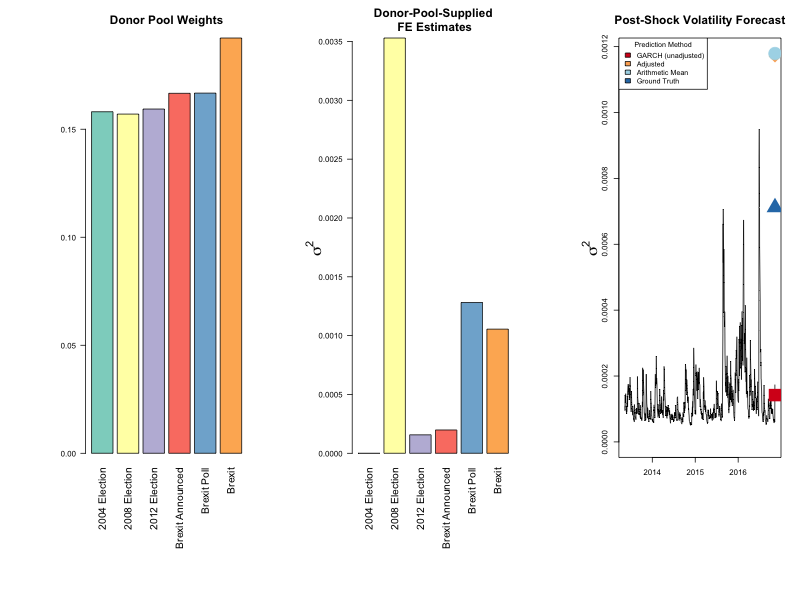 Donor Pool Weights
0.00
0.05
0.10
0.15
2004 Election
2008 Election
2012 Election
Brexit Announced
Brexit Poll
Brexit
Donor-Pool-Supplied
FE Estimates
σ2
0.0000
0.0005
0.0010
0.0015
0.0020
0.0025
0.0030
0.0035
2004 Election
2008 Election
2012 Election
Brexit Announced
Brexit Poll
Brexit
Post-Shock Volatility Forecast
σ2
0.0000
0.0002
0.0004
0.0006
0.0008
0.0010
0.0012
Prediction Method
GARCH (unadjusted)
Adjusted
Arithmetic Mean
Ground Truth
2014
2015
2016